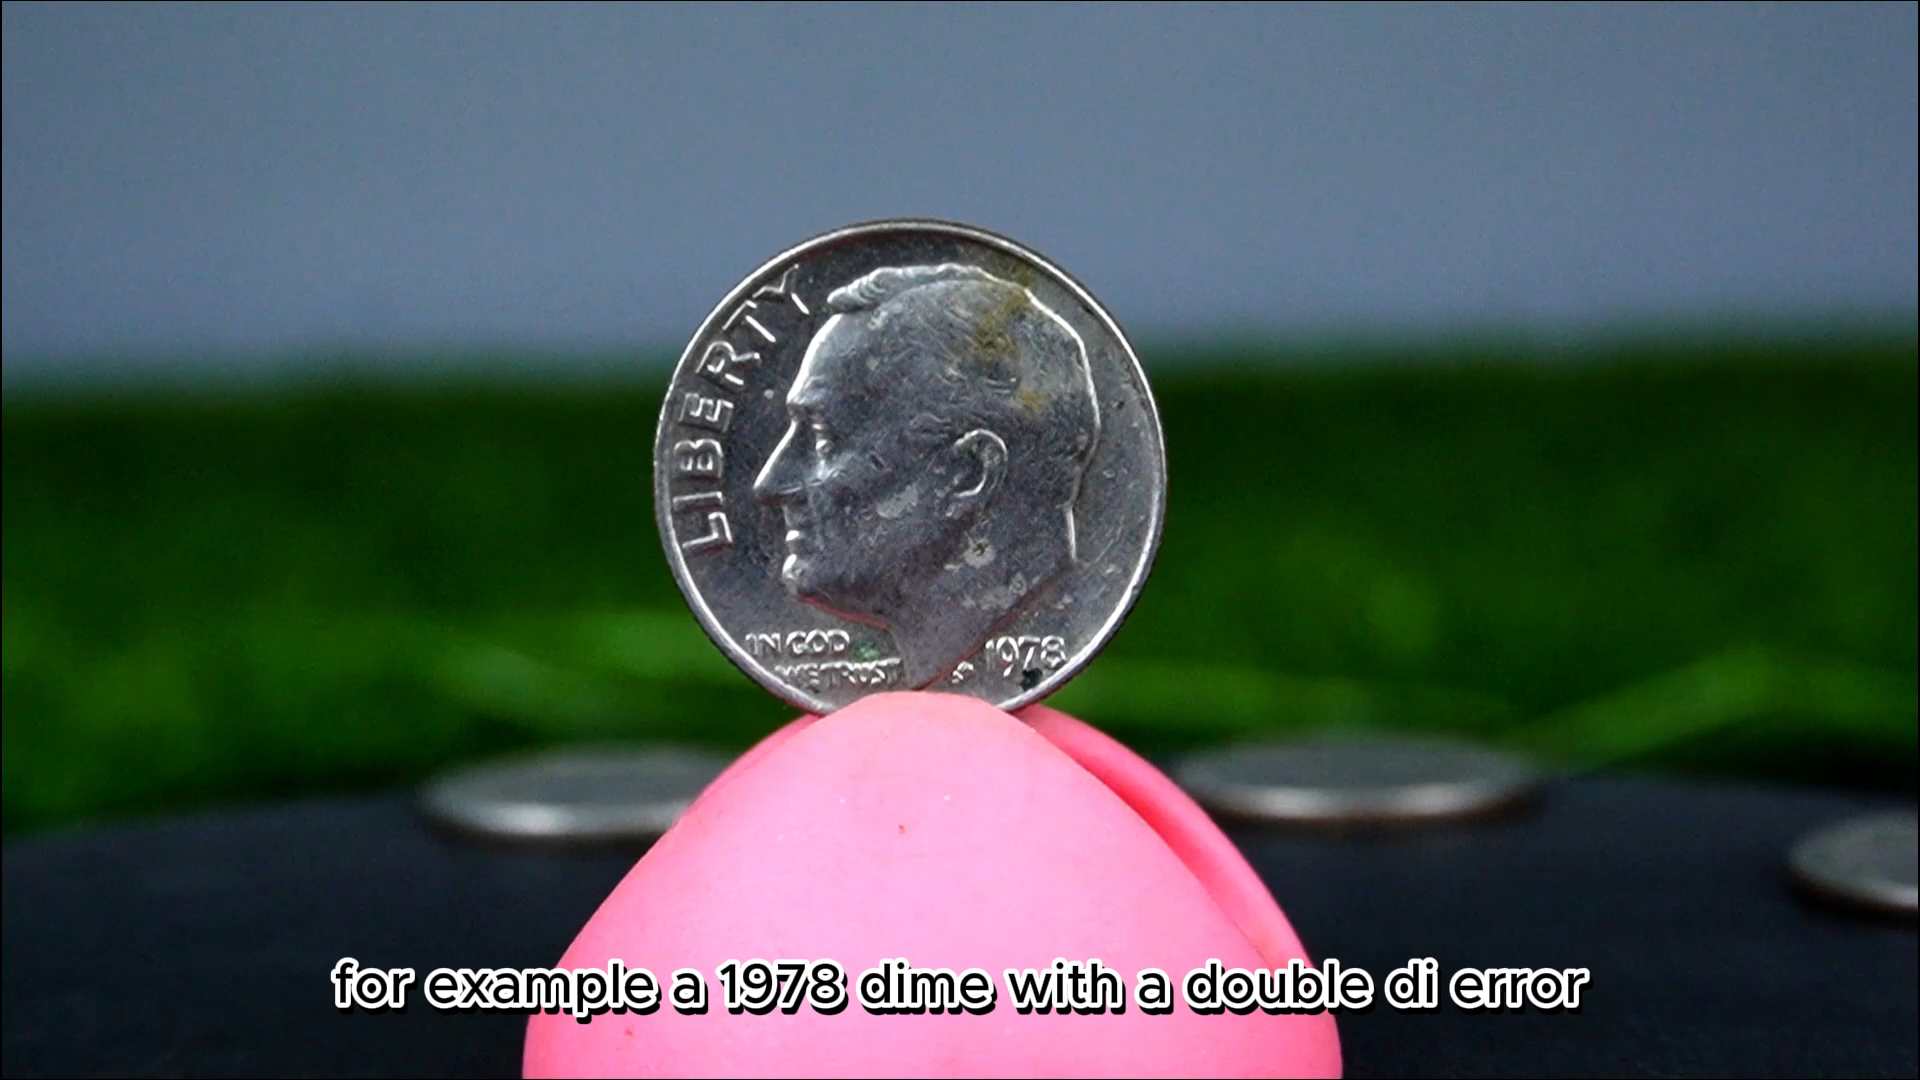 LIBERTY
IN GOD
WE TRUST
1978
for example a 1978 dime with a double di error